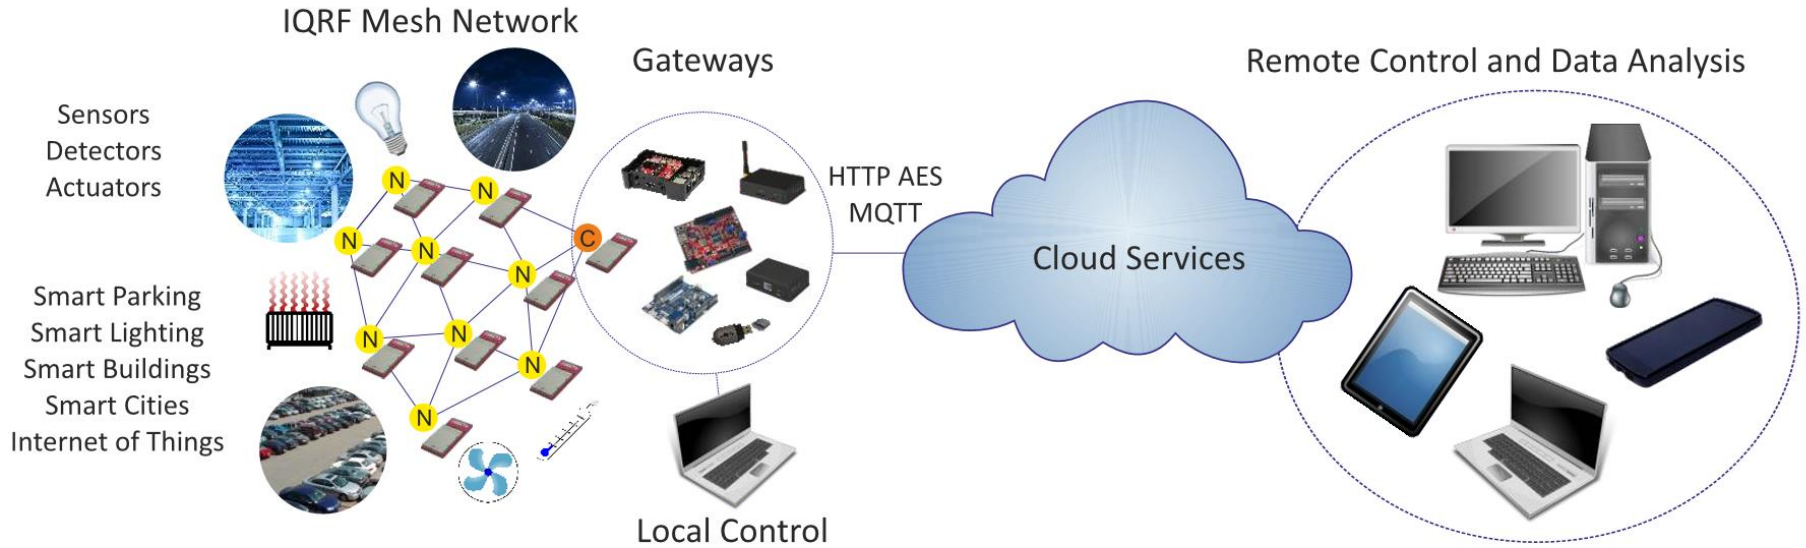 IQRF Mesh Network
Gateways
Remote Control and Data Analysis
Sensors
Detectors
Actuators
Smart Parking
Smart Lighting
Smart Buildings
Smart Cities
Internet of Things
N
N
N
N
N
N
N
N
N
C
HTTP AES
MQTT
Cloud Services
Local Control